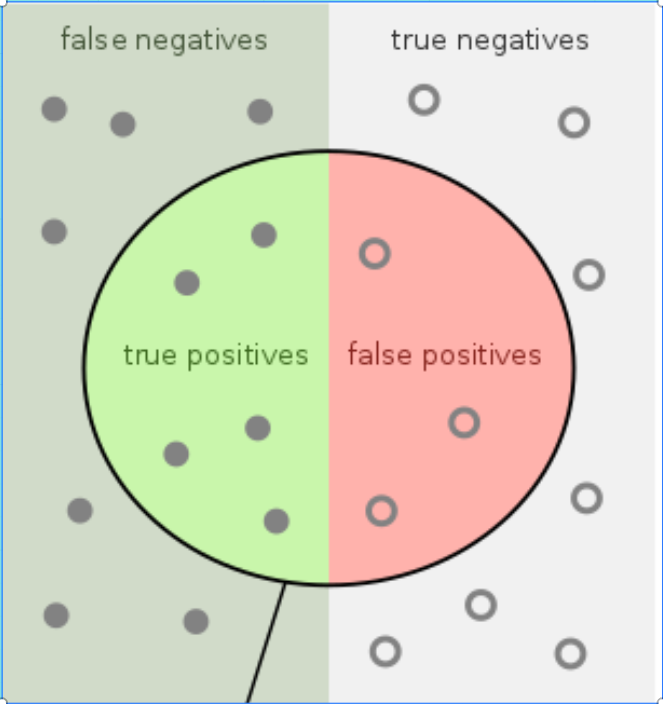 false negatives
true negatives
true positives
false positives